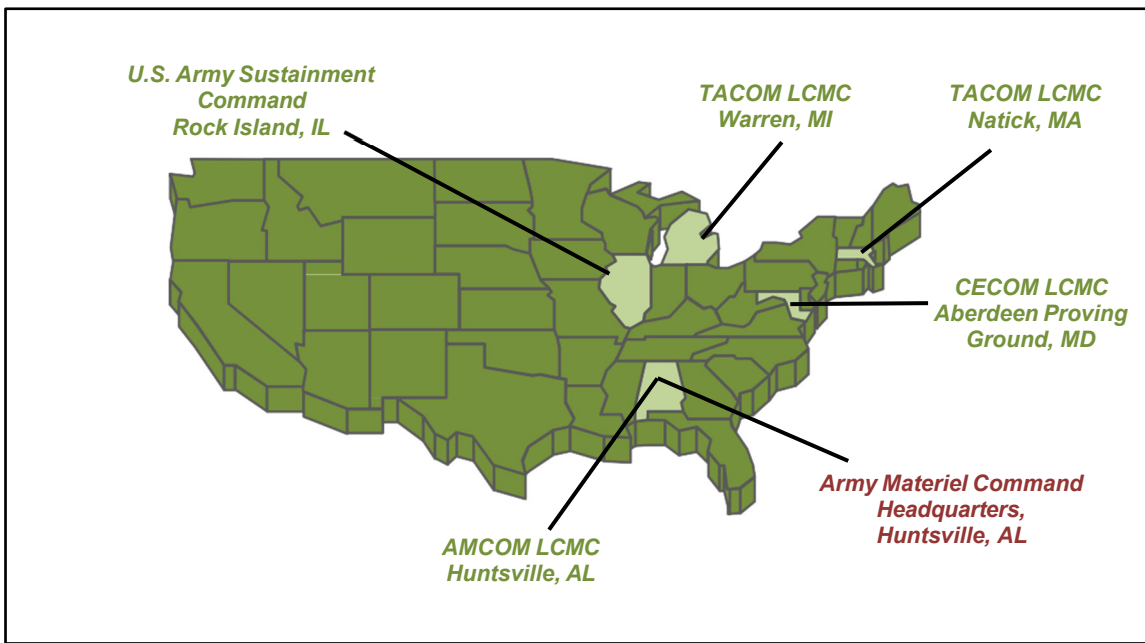 U.S. Army Sustainment
Command
Rock Island, IL
TACOM LCMC
Warren, MI
TACOM LCMC
Natick, MA
CECOM LCMC
Aberdeen Proving
Ground, MD
Army Materiel Command
Headquarters,
Huntsville, AL
AMCOM LCMC
Huntsville, AL